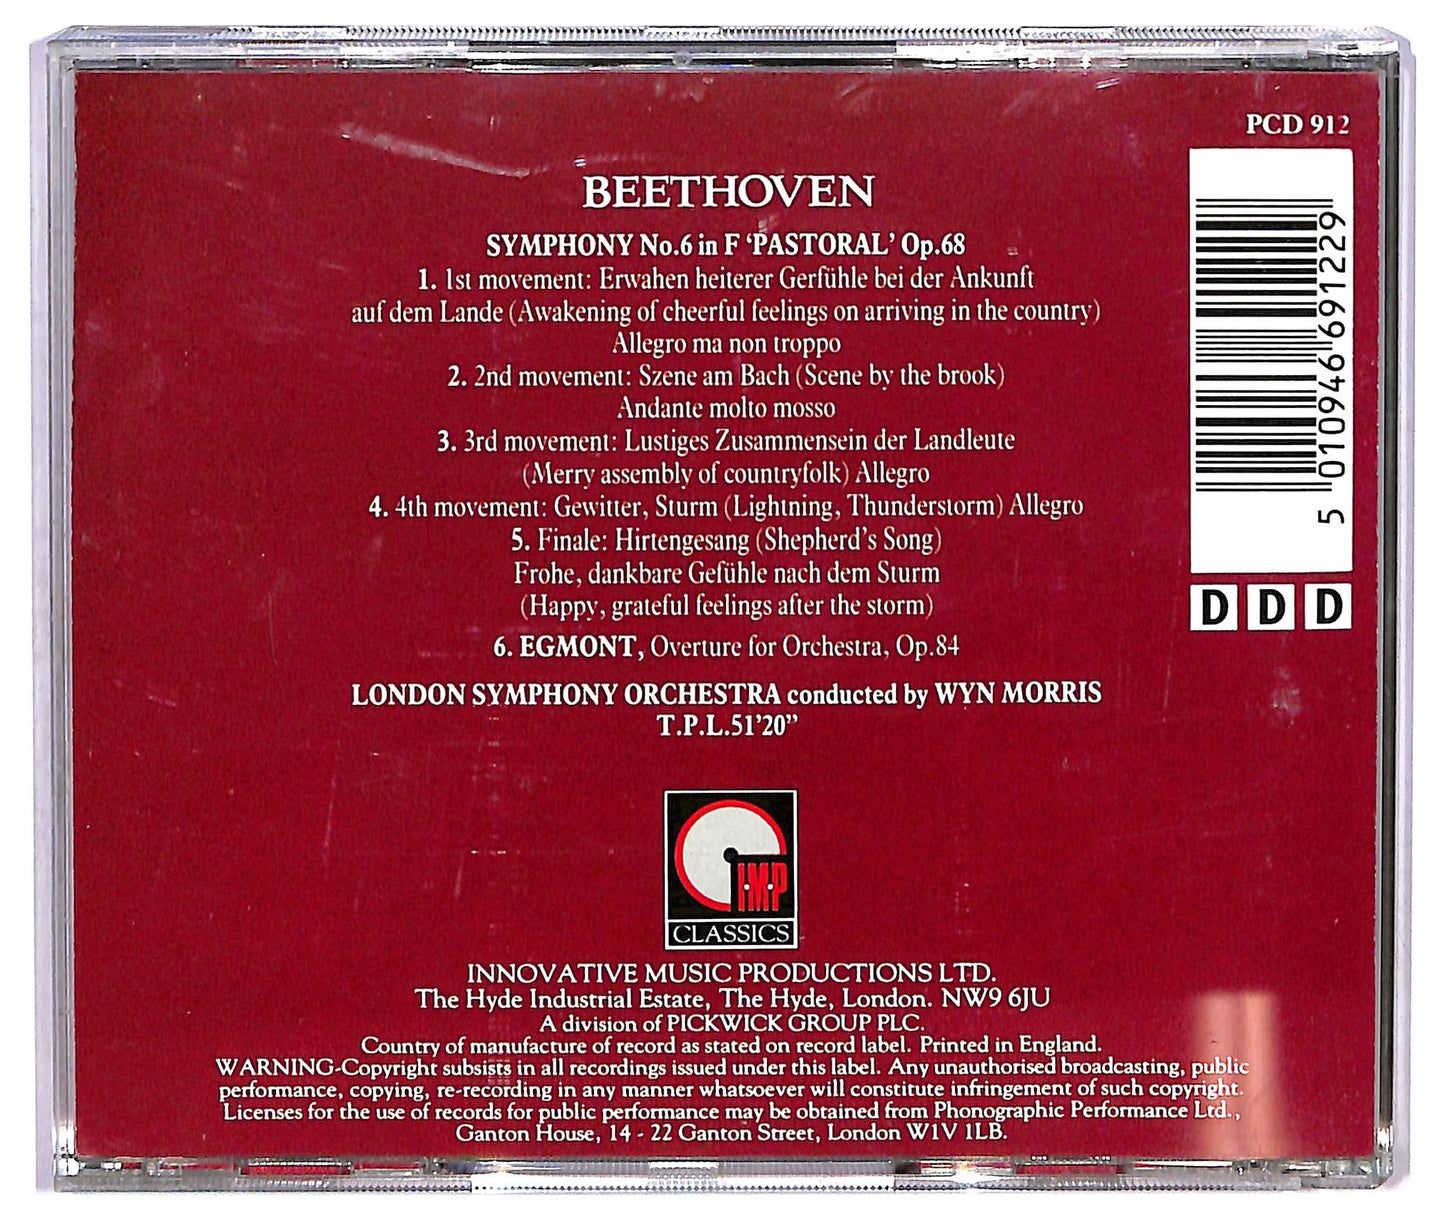 PCD 912
BEETHOVEN
SYMPHONY No.6 in F ‘PASTORAL’ Op.68
1. 1st movement: Erwahen heiterer Gerfühle bei der Ankunft
auf dem Lande (Awakening of cheerful feelings on arriving in the country)
Allegro ma non troppo
2. 2nd movement: Szene am Bach (Scene by the brook)
Andante molto mosso
3. 3rd movement: Lustiges Zusammensein der Landleute
(Merry assembly of countryfolk) Allegro
4. 4th movement: Gewitter, Sturm (Lightning, Thunderstorm) Allegro
5. Finale: Hirtengesang (Shepherd's Song)
Frohe, dankbare Gefühle nach dem Sturm
(Happy, grateful feelings after the storm)
6. EGMONT, Overture for Orchestra, Op.84
LONDON SYMPHONY ORCHESTRA conducted by WYN MORRIS
T.P.L.51'20”
5 010946 691229
D D D
I·M·P
CLASSICS
INNOVATIVE MUSIC PRODUCTIONS LTD.
The Hyde Industrial Estate, The Hyde, London. NW9 6JU
A division of PICKWICK GROUP PLC.
Country of manufacture of record as stated on record label. Printed in England.
WARNING-Copyright subsists in all recordings issued under this label. Any unauthorised broadcasting, public
performance, copying, re-recording in any manner whatsoever will constitute infringement of such copyright.
Licenses for the use of records for public performance may be obtained from Phonographic Performance Ltd.,
Ganton House, 14 - 22 Ganton Street, London W1V 1LB.